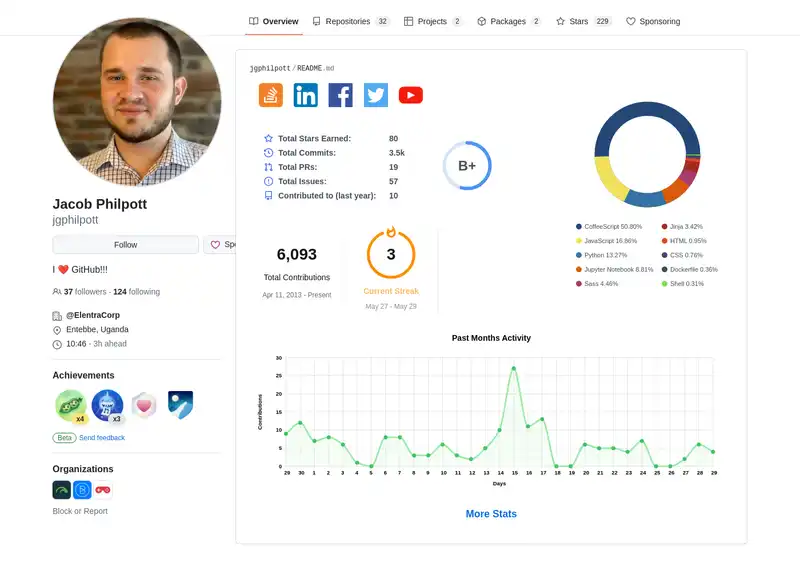 Overview
Repositories 32
Projects 2
Packages 2
Stars 229
Sponsoring
Jacob Philpott
jgphilpott
Follow
I ❤️ GitHub!!!
37 followers · 124 following
@ElentraCorp
Entebbe, Uganda
10:46 - 3h ahead
Achievements
x4
x3
Beta Send feedback
Organizations
Block or Report
jgphilpott / README.md
in
Total Stars Earned: 80
Total Commits: 3.5k
Total PRs: 19
Total Issues: 57
Contributed to (last year): 10
B+
6,093
Total Contributions
Apr 11, 2013 - Present
3
Current Streak
May 27 - May 29
CoffeeScript 50.80%
JavaScript 16.86%
Python 13.27%
Jupyter Notebook 8.81%
Sass 4.46%
Jinja 3.42%
HTML 0.95%
CSS 0.76%
Dockerfile 0.36%
Shell 0.31%
Past Months Activity
Contributions
30
25
20
15
10
5
0
29 30 1 2 3 4 5 6 7 8 9 10 11 12 13 14 15 16 17 18 19 20 21 22 23 24 25 26 27 28 29
Days
More Stats